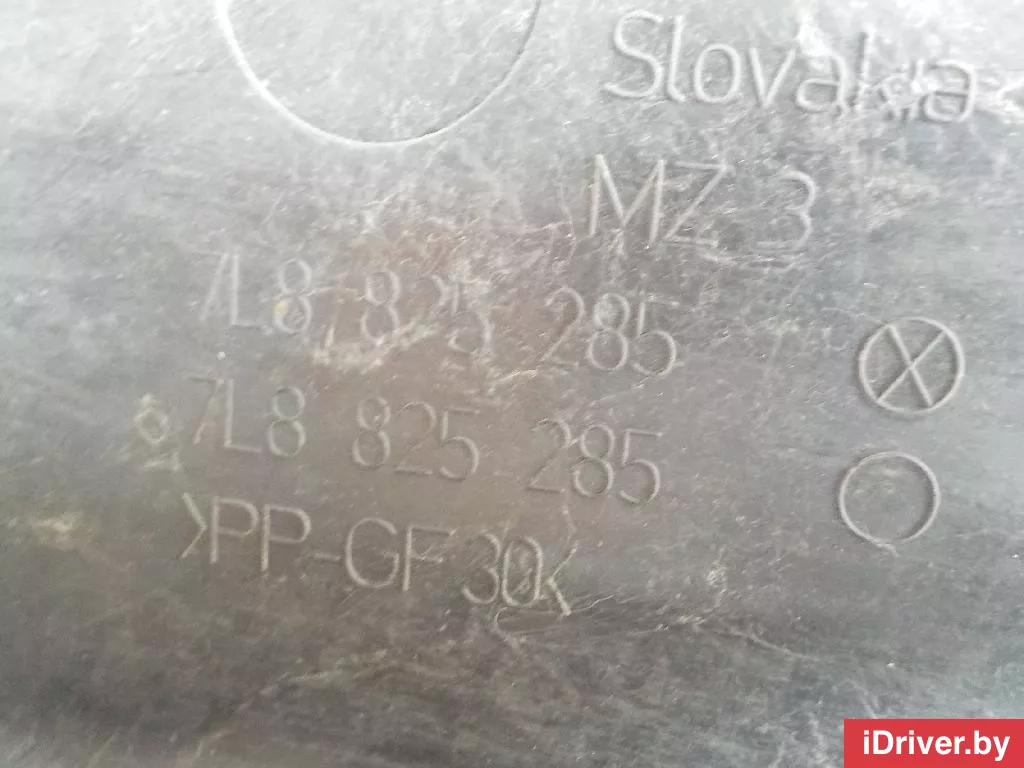 Slovakia
MZ 3
7L8 825 285
7L8 825 285
>PP-GF30<
iDriver.by